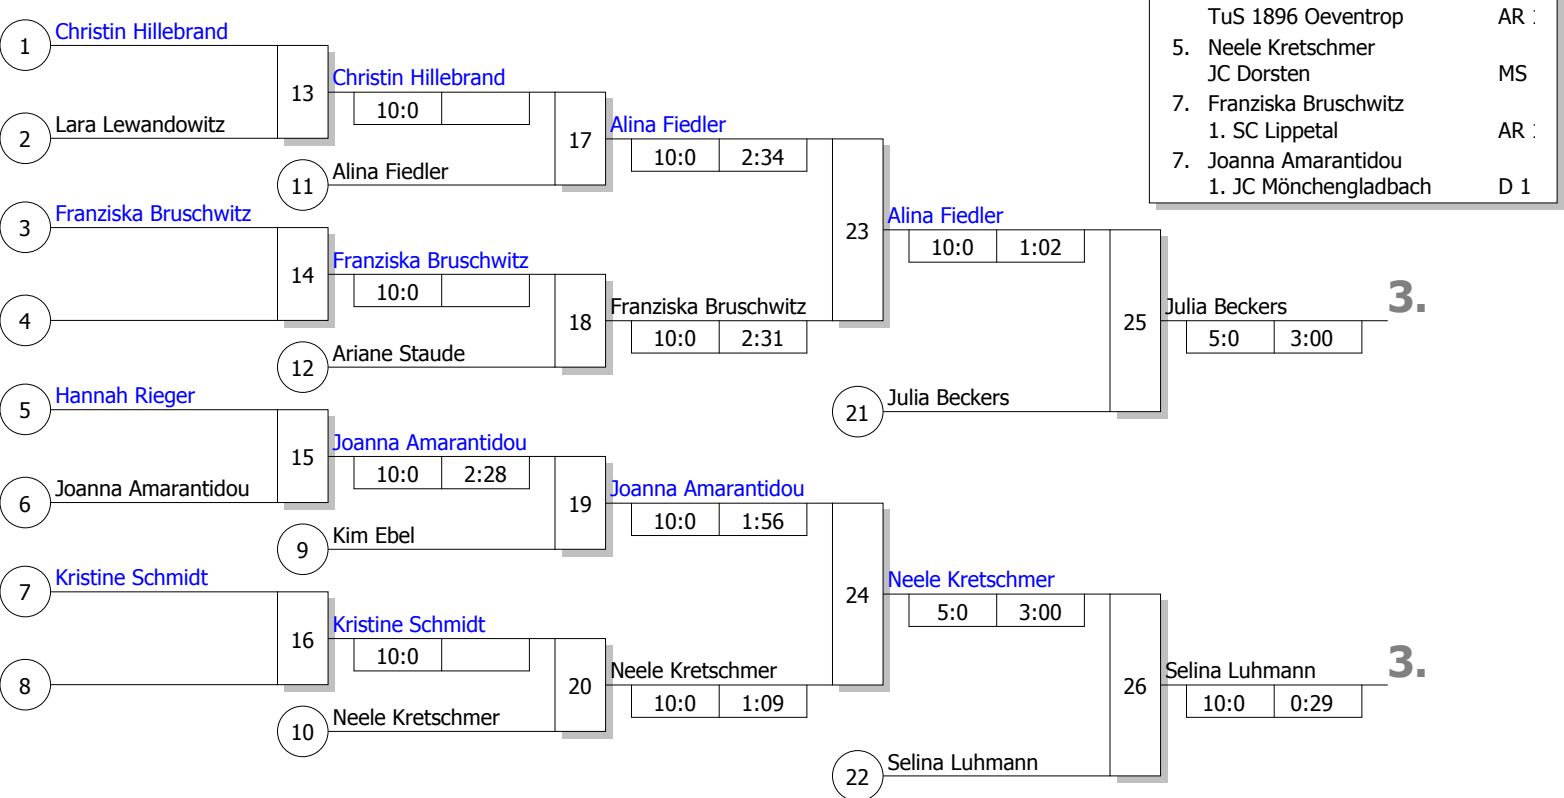 TuS 1896 Oeventrop AR 1
5. Neele Kretschmer
JC Dorsten MS
7. Franziska Bruschwitz
1. SC Lippetal AR 1
7. Joanna Amarantidou
1. JC Mönchengladbach D 1
1 Christin Hillebrand
13 Christin Hillebrand
10:0
2 Lara Lewandowitz
17 Alina Fiedler
10:0 2:34
11 Alina Fiedler
3 Franziska Bruschwitz
23 Alina Fiedler
10:0 1:02
14 Franziska Bruschwitz
10:0
4
18 Franziska Bruschwitz
10:0 2:31
12 Ariane Staude
25 Julia Beckers 3.
5:0 3:00
5 Hannah Rieger
21 Julia Beckers
15 Joanna Amarantidou
10:0 2:28
6 Joanna Amarantidou
19 Joanna Amarantidou
10:0 1:56
9 Kim Ebel
7 Kristine Schmidt
24 Neele Kretschmer
5:0 3:00
16 Kristine Schmidt
10:0
8
20 Neele Kretschmer
10:0 1:09
10 Neele Kretschmer
26 Selina Luhmann 3.
10:0 0:29
22 Selina Luhmann